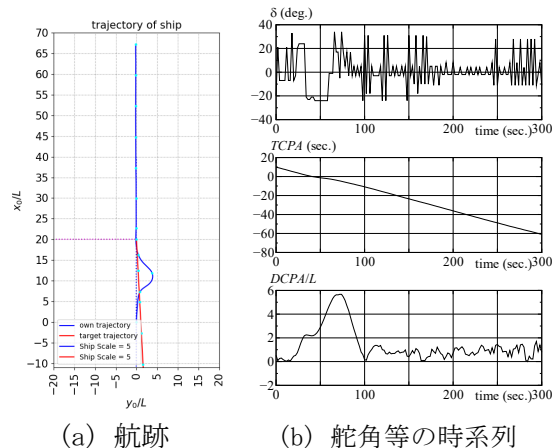 trajectory of ship
70
65
60
55
50
45
40
35
30
25
20
15
10
5
0
−5
−10
x₀/L
own trajectory
target trajectory
Ship Scale = 5
Ship Scale = 5
−20 −15 −10 −5 0 5 10 15 20
y₀/L
(a) 航跡
δ (deg.)
40
20
0
−20
−40
0 100 200 300
time (sec.)
TCPA (sec.)
20
0
−20
−40
−60
−80
0 100 200 300
time (sec.)
DCPA/L
6
4
2
0
−2
0 100 200 300
time (sec.)
(b) 舵角等の時系列